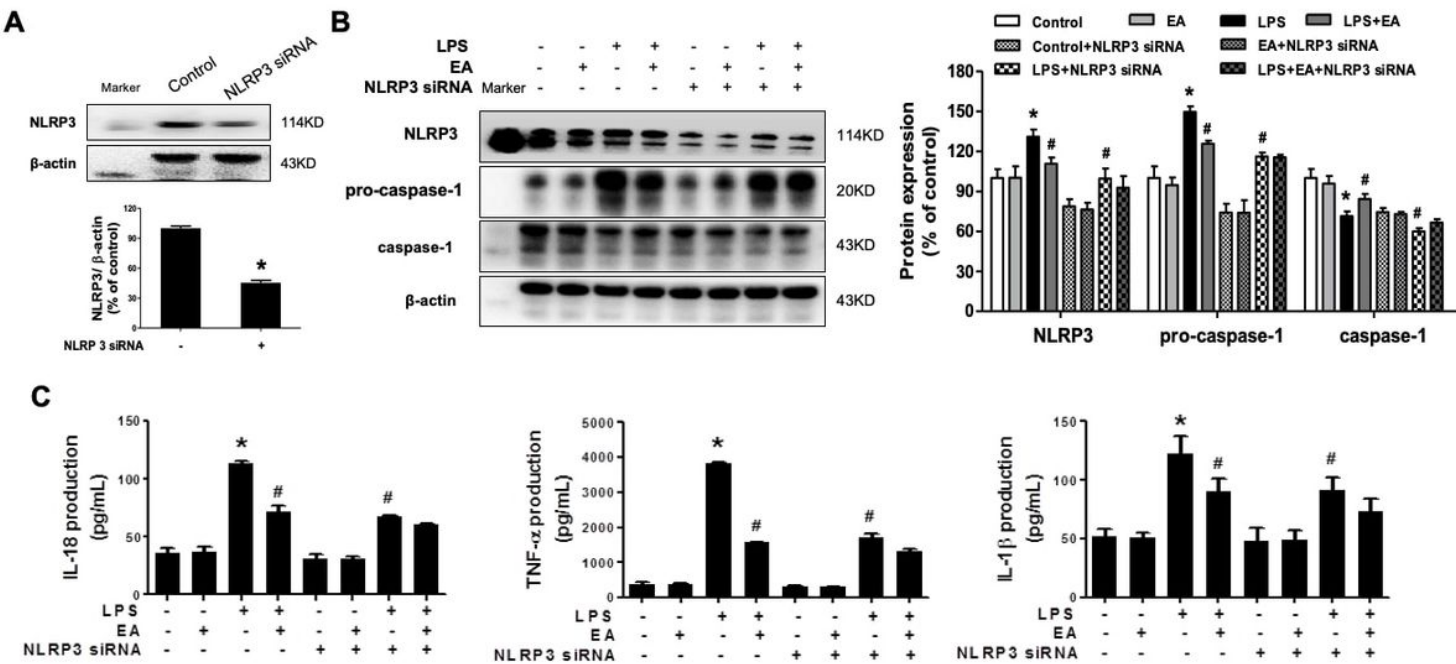 A
Marker
Control
NLRP3 siRNA
NLRP3
114KD
β-actin
43KD
NLRP3/ β-actin
(% of control)
120
90
60
30
0
*
NLRP 3 siRNA
-
+
B
LPS - - + + - - + +
EA - + - + - + - +
NLRP3 siRNA Marker - - - - + + + +
NLRP3
114KD
pro-caspase-1
20KD
caspase-1
43KD
β-actin
43KD
Control
EA
LPS
LPS+EA
Control+NLRP3 siRNA
EA+NLRP3 siRNA
LPS+NLRP3 siRNA
LPS+EA+NLRP3 siRNA
Protein expression
(% of control)
180
150
120
90
60
30
0
* # #
* # #
* # #
NLRP3
pro-caspase-1
caspase-1
C
IL-18 production
(pg/mL)
150
100
50
0
* # #
LPS - - + + - - + +
EA - + - + - + - +
NLRP3 siRNA - - - - + + + +
TNF-α production
(pg/mL)
5000
4000
3000
2000
1000
0
* # #
LPS - - + + - - + +
EA - + - + - + - +
NLRP3 siRNA - - - - + + + +
IL-1β production
(pg/mL)
150
100
50
0
* # #
LPS - - + + - - + +
EA - + - + - + - +
NLRP3 siRNA - - - - + + + +